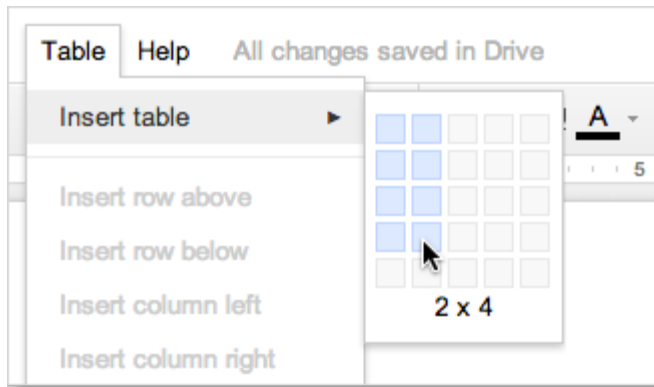 Table Help All changes saved in Drive
Insert table ► A
5
Insert row above
Insert row below
Insert column left
2 x 4
Insert column right